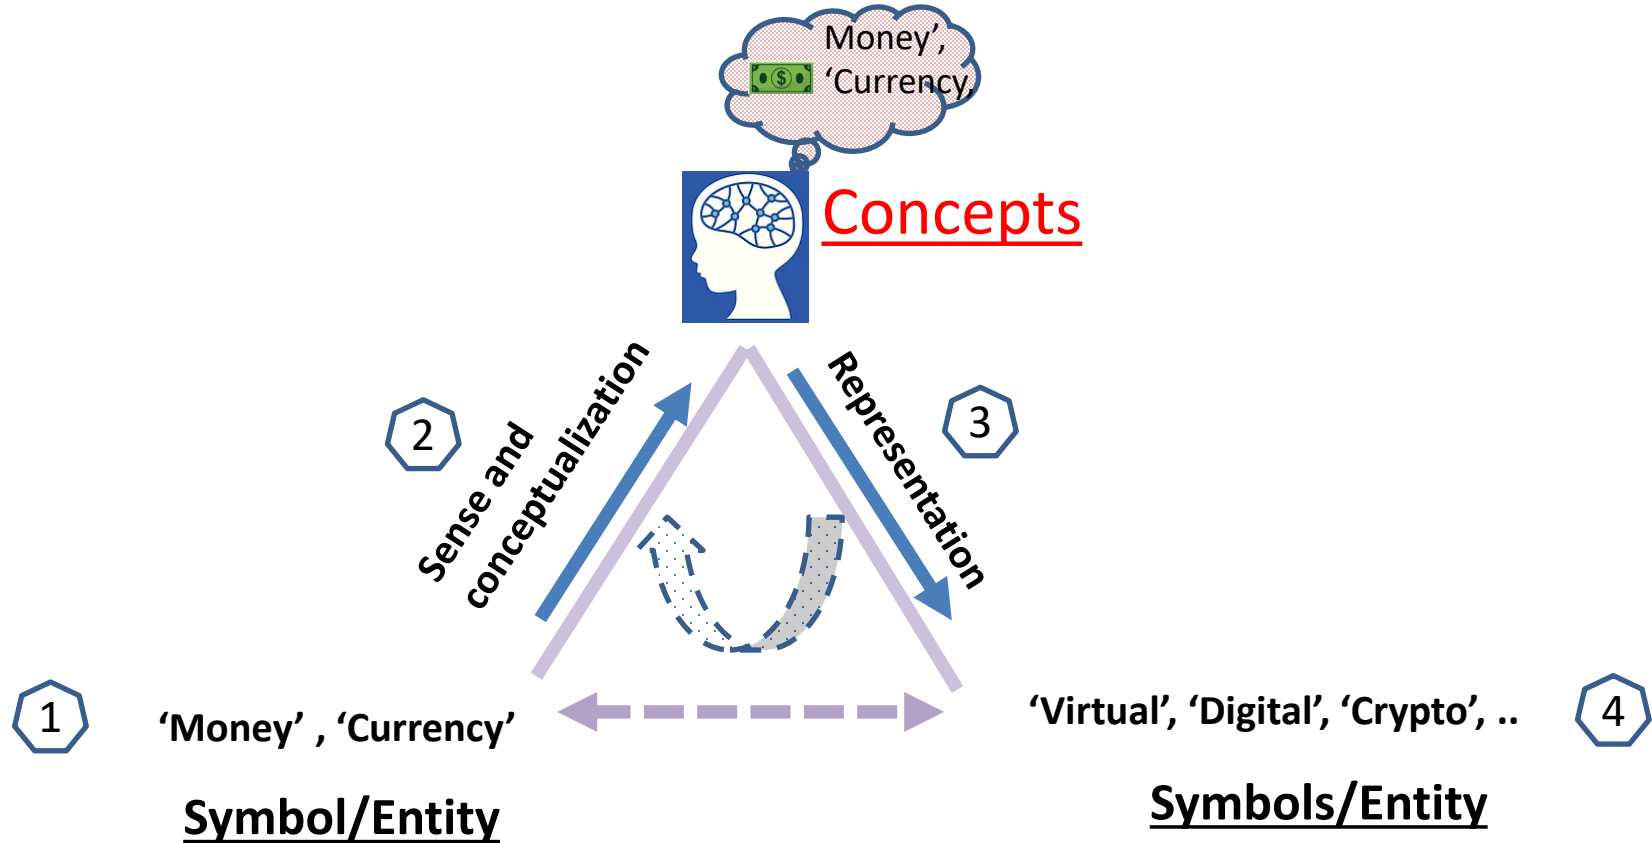 Money’,
$ ‘Currency,
Concepts
2
Sense and
conceptualization
Representation
3
1
‘Money’ , ‘Currency’
‘Virtual’, ‘Digital’, ‘Crypto’, ..
4
Symbol/Entity
Symbols/Entity